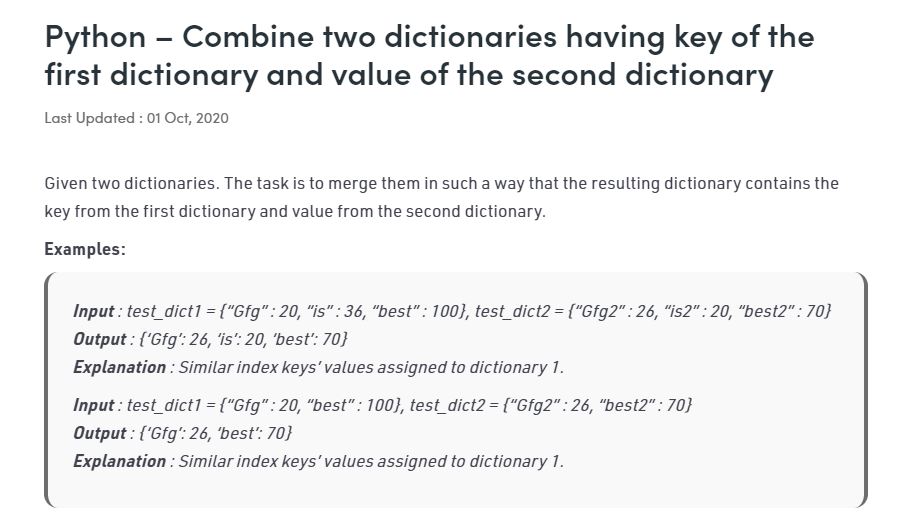 Python – Combine two dictionaries having key of the
first dictionary and value of the second dictionary
Last Updated : 01 Oct, 2020
Given two dictionaries. The task is to merge them in such a way that the resulting dictionary contains the
key from the first dictionary and value from the second dictionary.
Examples:
Input : test_dict1 = {“Gfg” : 20, “is” : 36, “best” : 100}, test_dict2 = {“Gfg2” : 26, “is2” : 20, “best2” : 70}
Output : {‘Gfg’: 26, ‘is’: 20, ‘best’: 70}
Explanation : Similar index keys’ values assigned to dictionary 1.
Input : test_dict1 = {“Gfg” : 20, “best” : 100}, test_dict2 = {“Gfg2” : 26, “best2” : 70}
Output : {‘Gfg’: 26, ‘best’: 70}
Explanation : Similar index keys’ values assigned to dictionary 1.